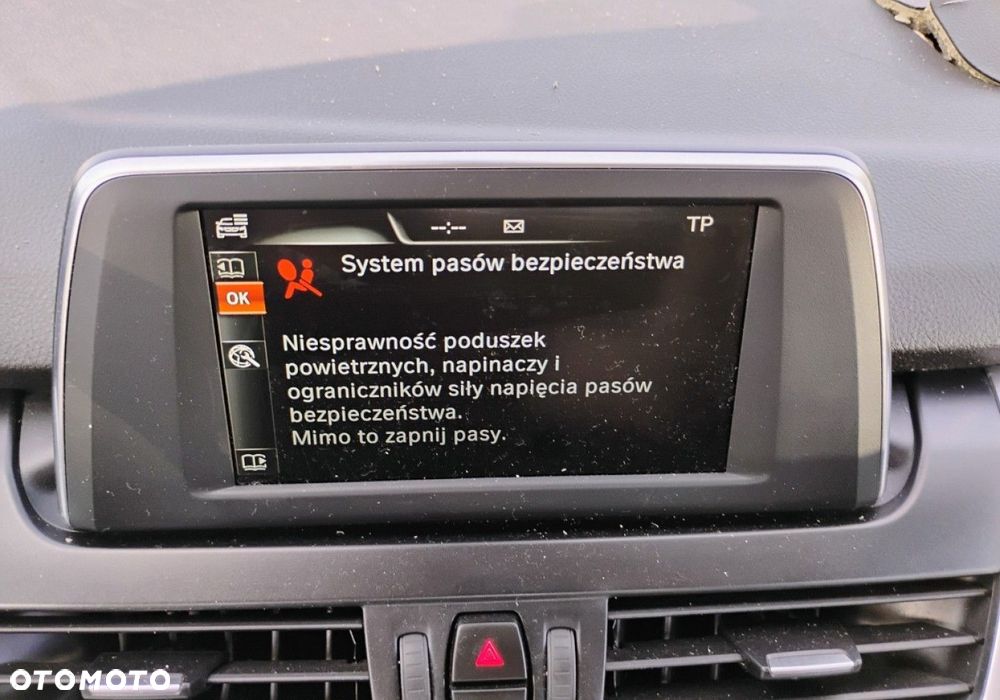 --:-- TP
System pasów bezpieczeństwa
OK
Niesprawność poduszek
powietrznych, napinaczy i
ograniczników siły napięcia pasów
bezpieczeństwa.
Mimo to zapnij pasy.
OTOMOTO